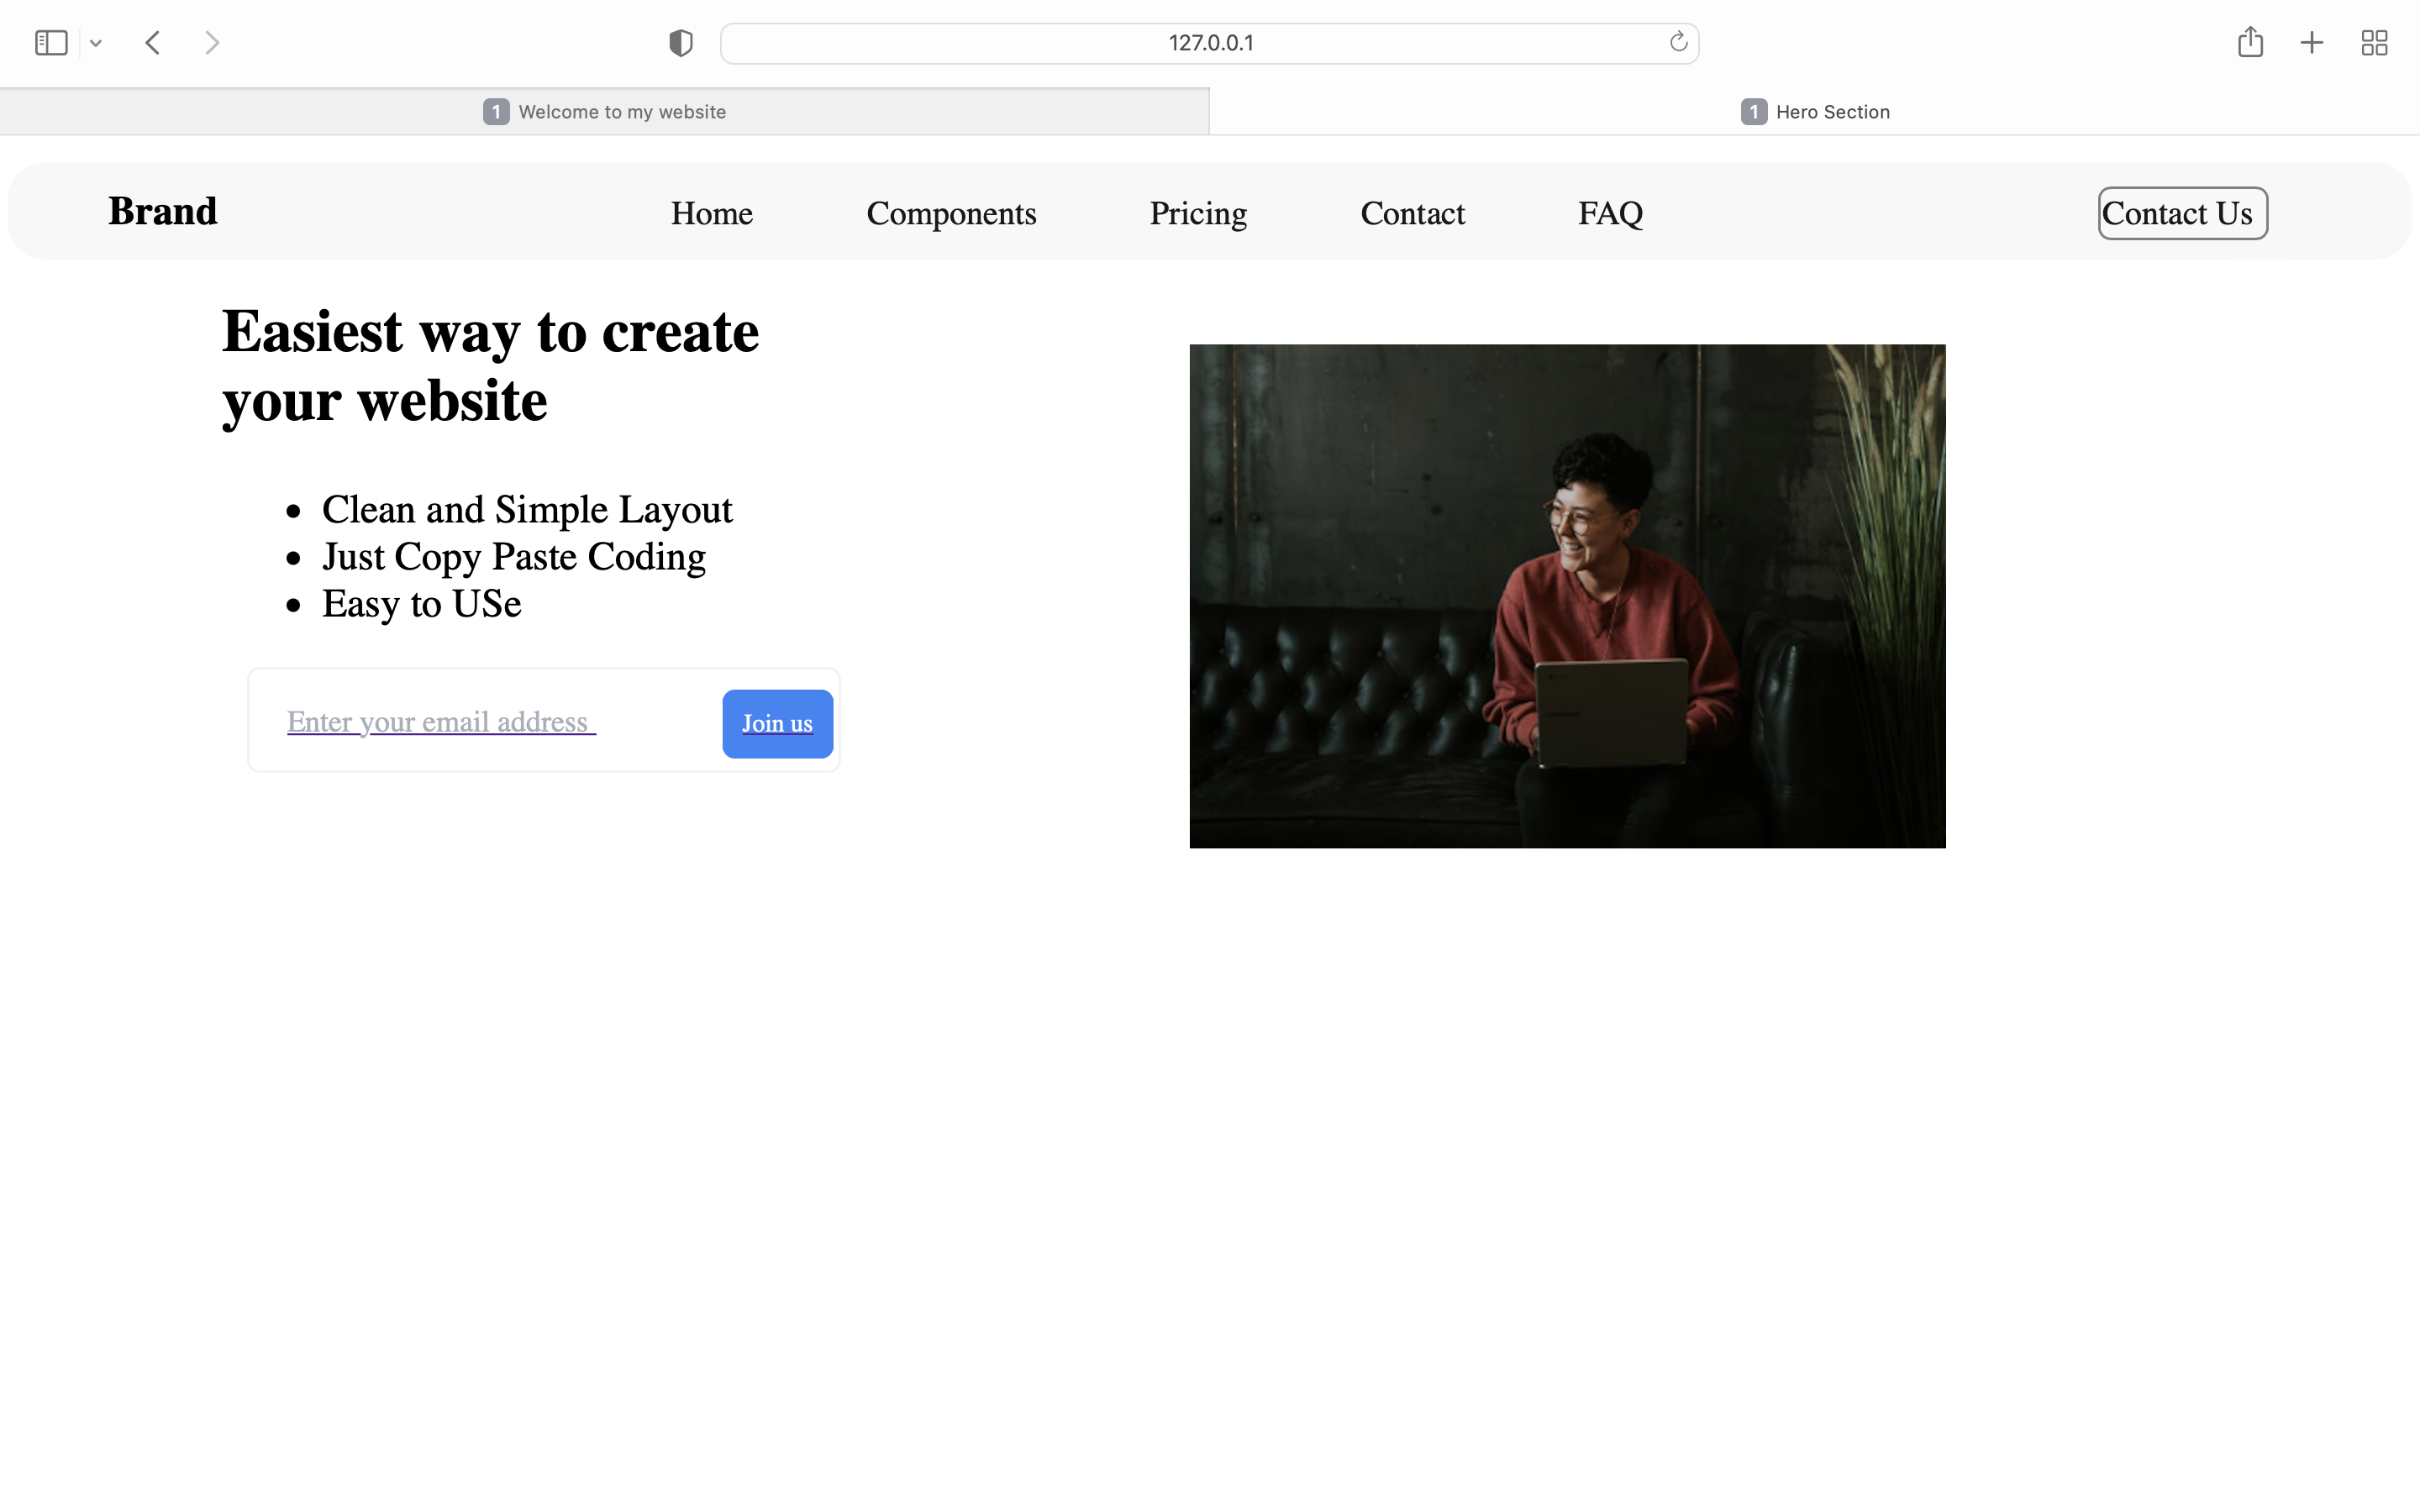 127.0.0.1
1 Welcome to my website
1 Hero Section
Brand Home Components Pricing Contact FAQ Contact Us
Easiest way to create
your website
Clean and Simple Layout
Just Copy Paste Coding
Easy to USe
Enter your email address Join us